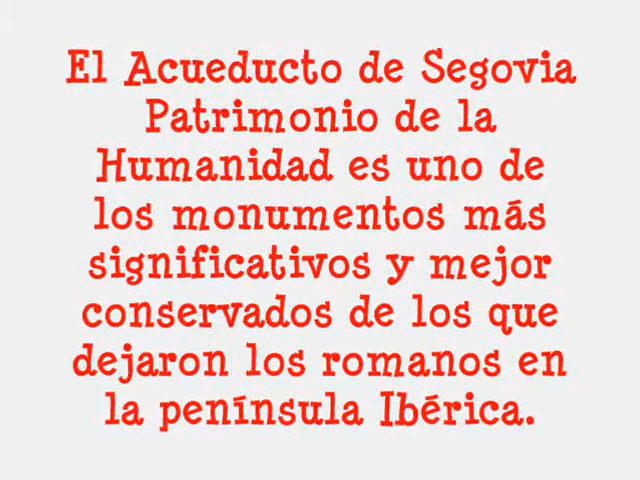 El Acueducto de Segovia
Patrimonio de la
Humanidad es uno de
los monumentos más
significativos y mejor
conservados de los que
dejaron los romanos en
la península Ibérica.